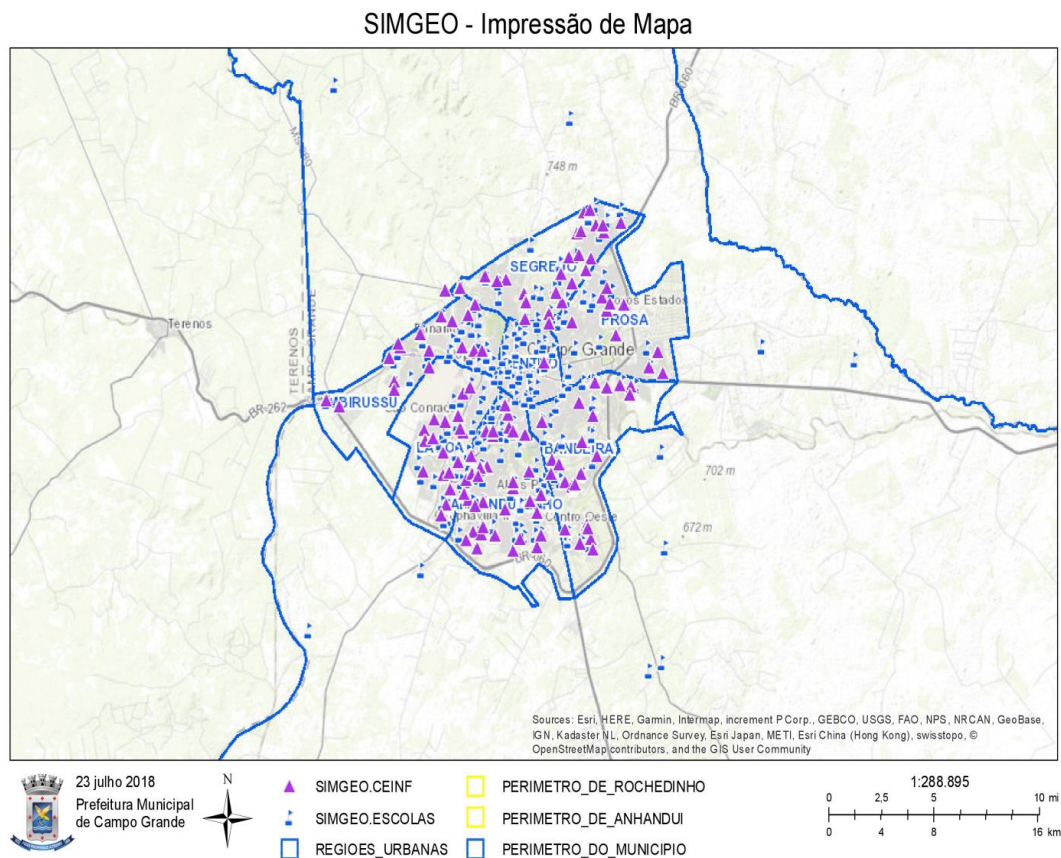 SIMGEO - Impressão de Mapa
BR-060
748 m
SEGREDO
PROSA
Terenos
TERENOS
BR-262
BANDEIRA
702 m
672 m
Centro Oeste
Sources: Esri, HERE, Garmin, Intermap, increment P Corp., GEBCO, USGS, FAO, NPS, NRCAN, GeoBase,
IGN, Kadaster NL, Ordnance Survey, Esri Japan, METI, Esri China (Hong Kong), swisstopo, ©
OpenStreetMap contributors, and the GIS User Community
23 julho 2018
Prefeitura Municipal
de Campo Grande
N
SIMGEO.CEINF
SIMGEO.ESCOLAS
REGIOES_URBANAS
PERIMETRO_DE_ROCHEDINHO
PERIMETRO_DE_ANHANDUI
PERIMETRO_DO_MUNICIPIO
1:288.895
0 2,5 5 10 mi
0 4 8 16 km